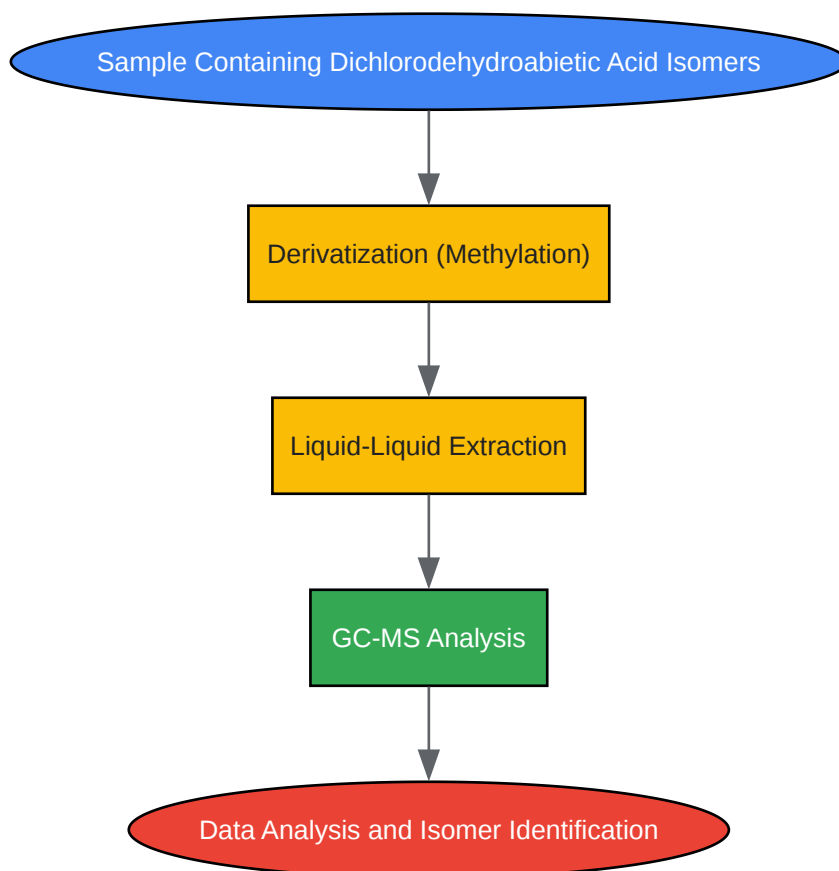 Sample Containing Dichlorodehydroabietic Acid Isomers
Derivatization (Methylation)
Liquid-Liquid Extraction
GC-MS Analysis
Data Analysis and Isomer Identification